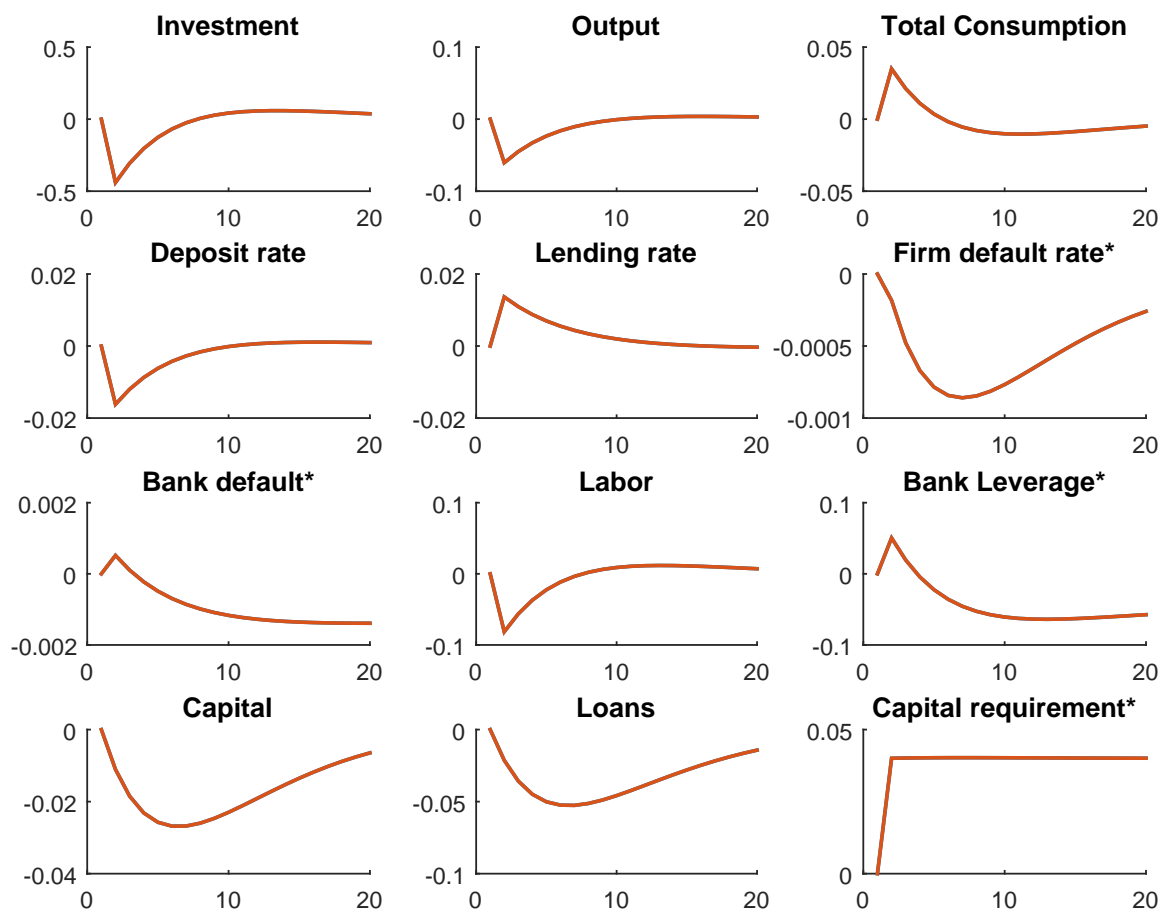 Investment
Output
Total Consumption
0.5
0
-0.5
0 10 20
0.1
0
-0.1
0 10 20
0.05
0
-0.05
0 10 20
Deposit rate
Lending rate
Firm default rate*
0.02
0
-0.02
0 10 20
0.02
0
-0.02
0 10 20
0
-0.0005
-0.001
0 10 20
Bank default*
Labor
Bank Leverage*
0.002
0
-0.002
0 10 20
0.1
0
-0.1
0 10 20
0.1
0
-0.1
0 10 20
Capital
Loans
Capital requirement*
0
-0.02
-0.04
0 10 20
0
-0.05
-0.1
0 10 20
0.05
0
0 10 20